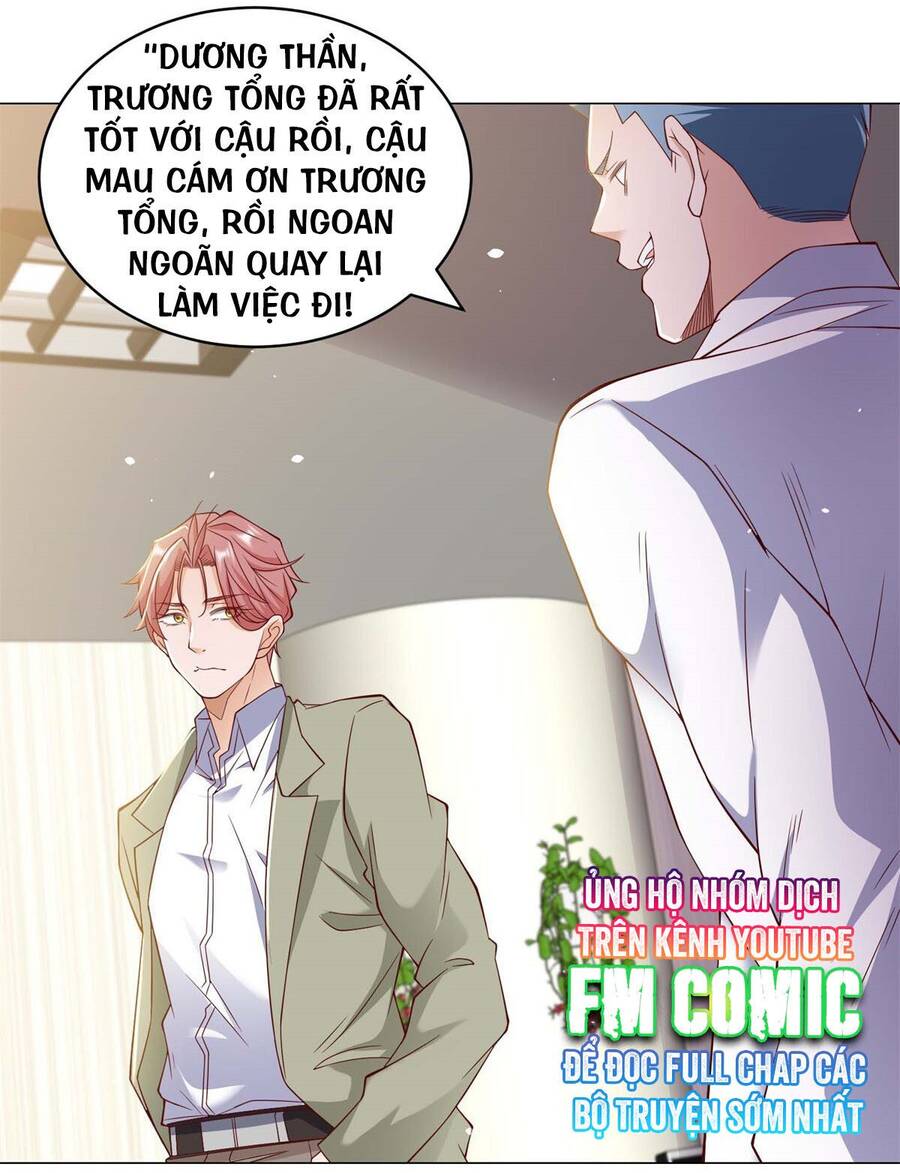 "DƯƠNG THẦN,
TRƯƠNG TỔNG ĐÃ RẤT
TỐT VỚI CẬU RỒI, CẬU
MAU CÁM ƠN TRƯƠNG
TỔNG, RỒI NGOAN
NGOÃN QUAY LẠI
LÀM VIỆC ĐI!
ỦNG HỘ NHÓM DỊCH
TRÊN KÊNH YOUTUBE
FM COMIC
ĐỂ ĐỌC FULL CHAP CÁC
BỘ TRUYỆN SỚM NHẤT